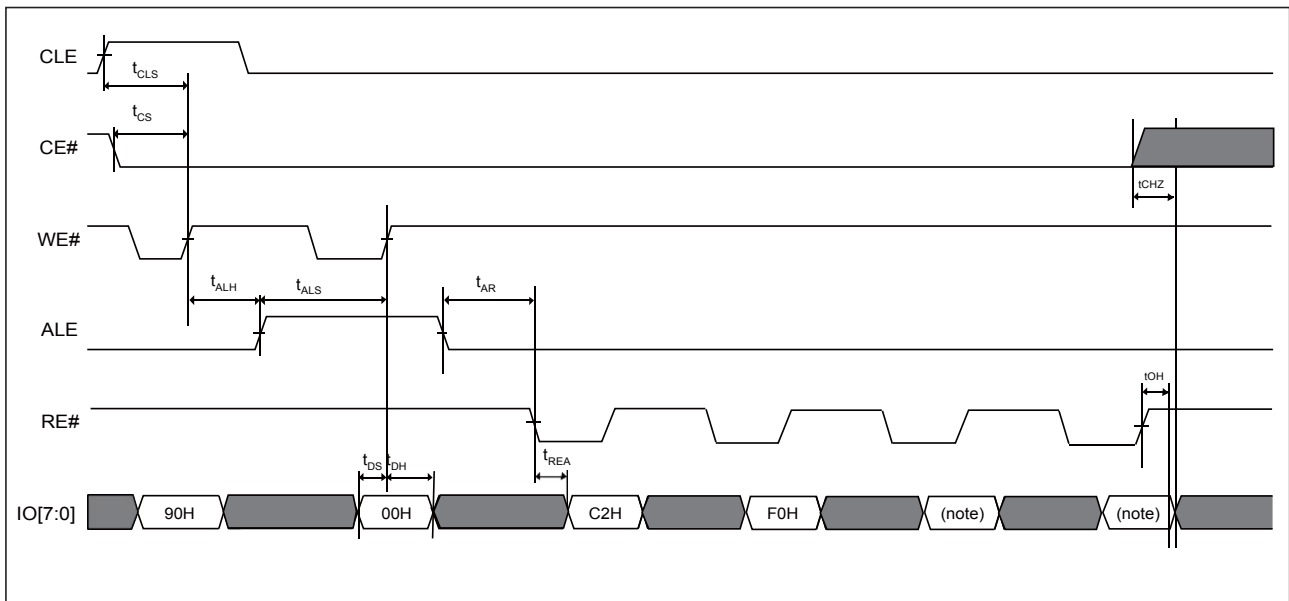 CLE
tCLS
tCS
CE#
tCHZ
WE#
tALH
tALS
tAR
ALE
tOH
RE#
tDS tDH
tREA
IO[7:0]
90H
00H
C2H
F0H
(note)
(note)